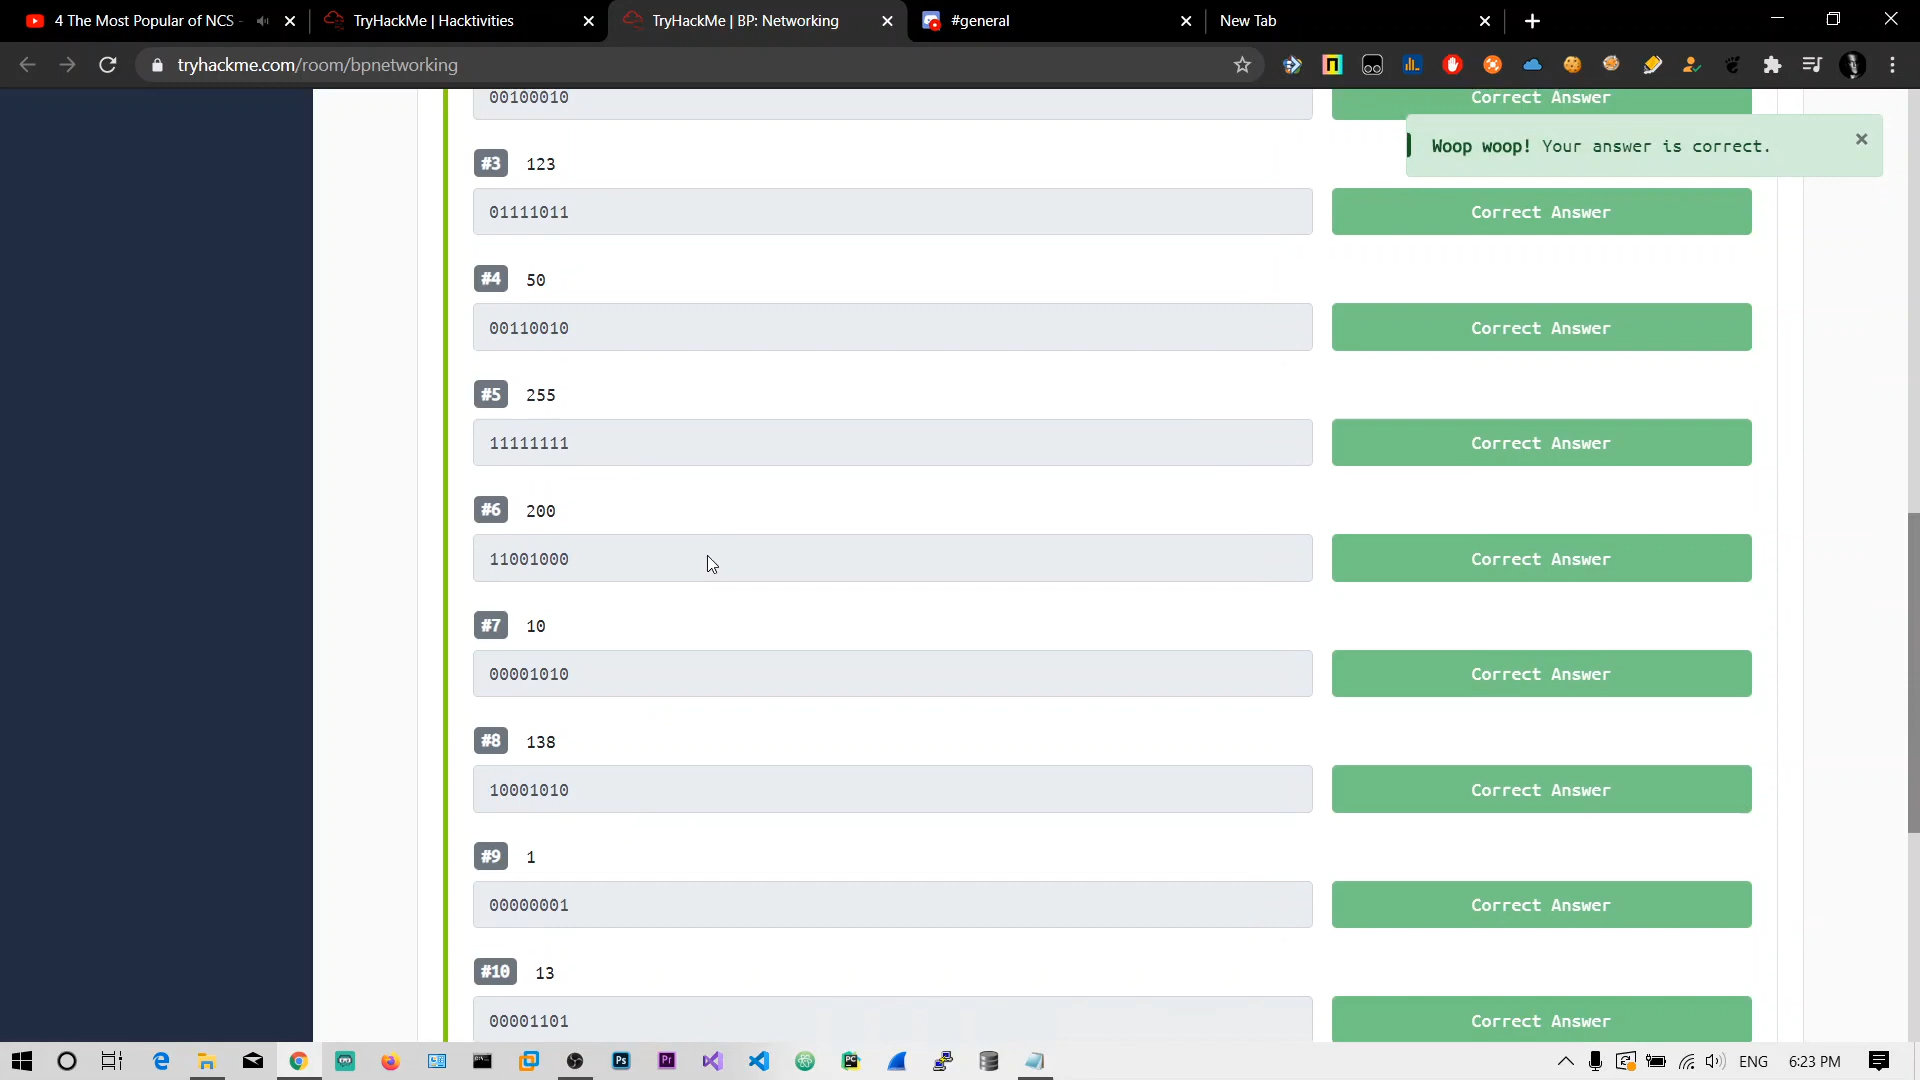 4 The Most Popular of NCS
TryHackMe | Hacktivities
TryHackMe | BP: Networking
#general
New Tab
tryhackme.com/room/bpnetworking
00100010
Correct Answer
Woop woop! Your answer is correct.
#3 123
01111011
Correct Answer
#4 50
00110010
Correct Answer
#5 255
11111111
Correct Answer
#6 200
11001000
Correct Answer
#7 10
00001010
Correct Answer
#8 138
10001010
Correct Answer
#9 1
00000001
Correct Answer
#10 13
00001101
Correct Answer
Ps
Pr
PC
ENG
6:23 PM